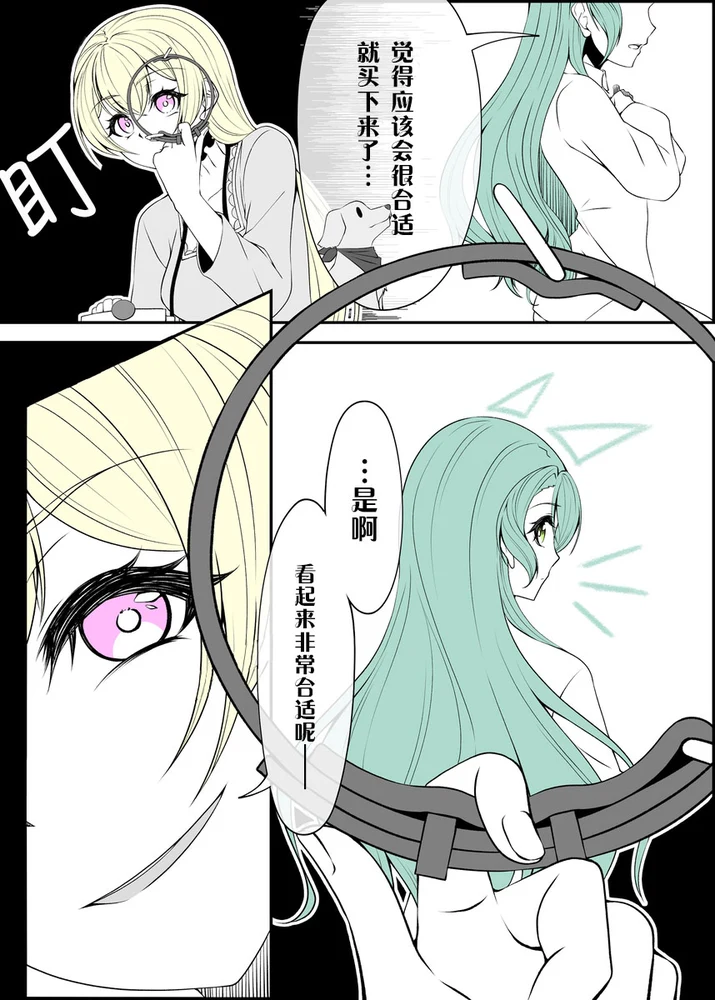 觉得应该会很合适
就买下来了…
盯
…是啊
看起来非常合适呢——